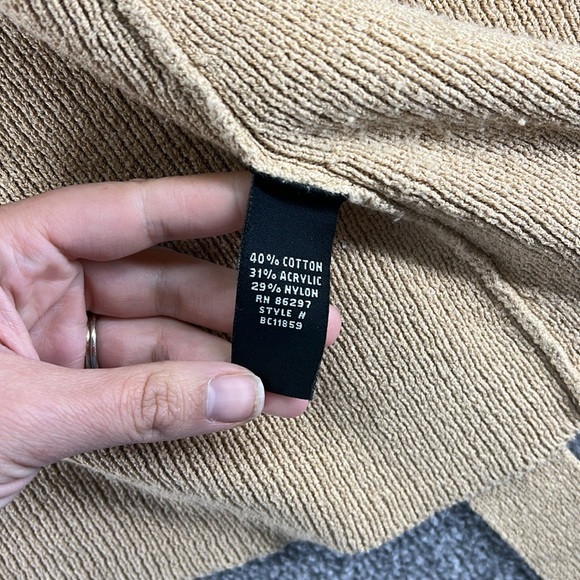 40% COTTON
31% ACRYLIC
29% NYLON
RN 86297
STYLE #
BC11859